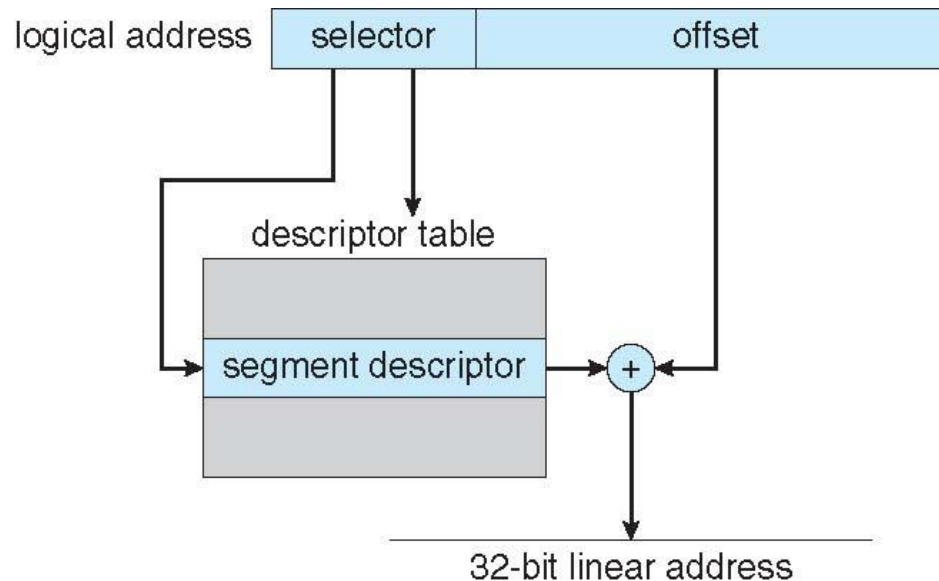 logical address selector offset
descriptor table
segment descriptor +
32-bit linear address